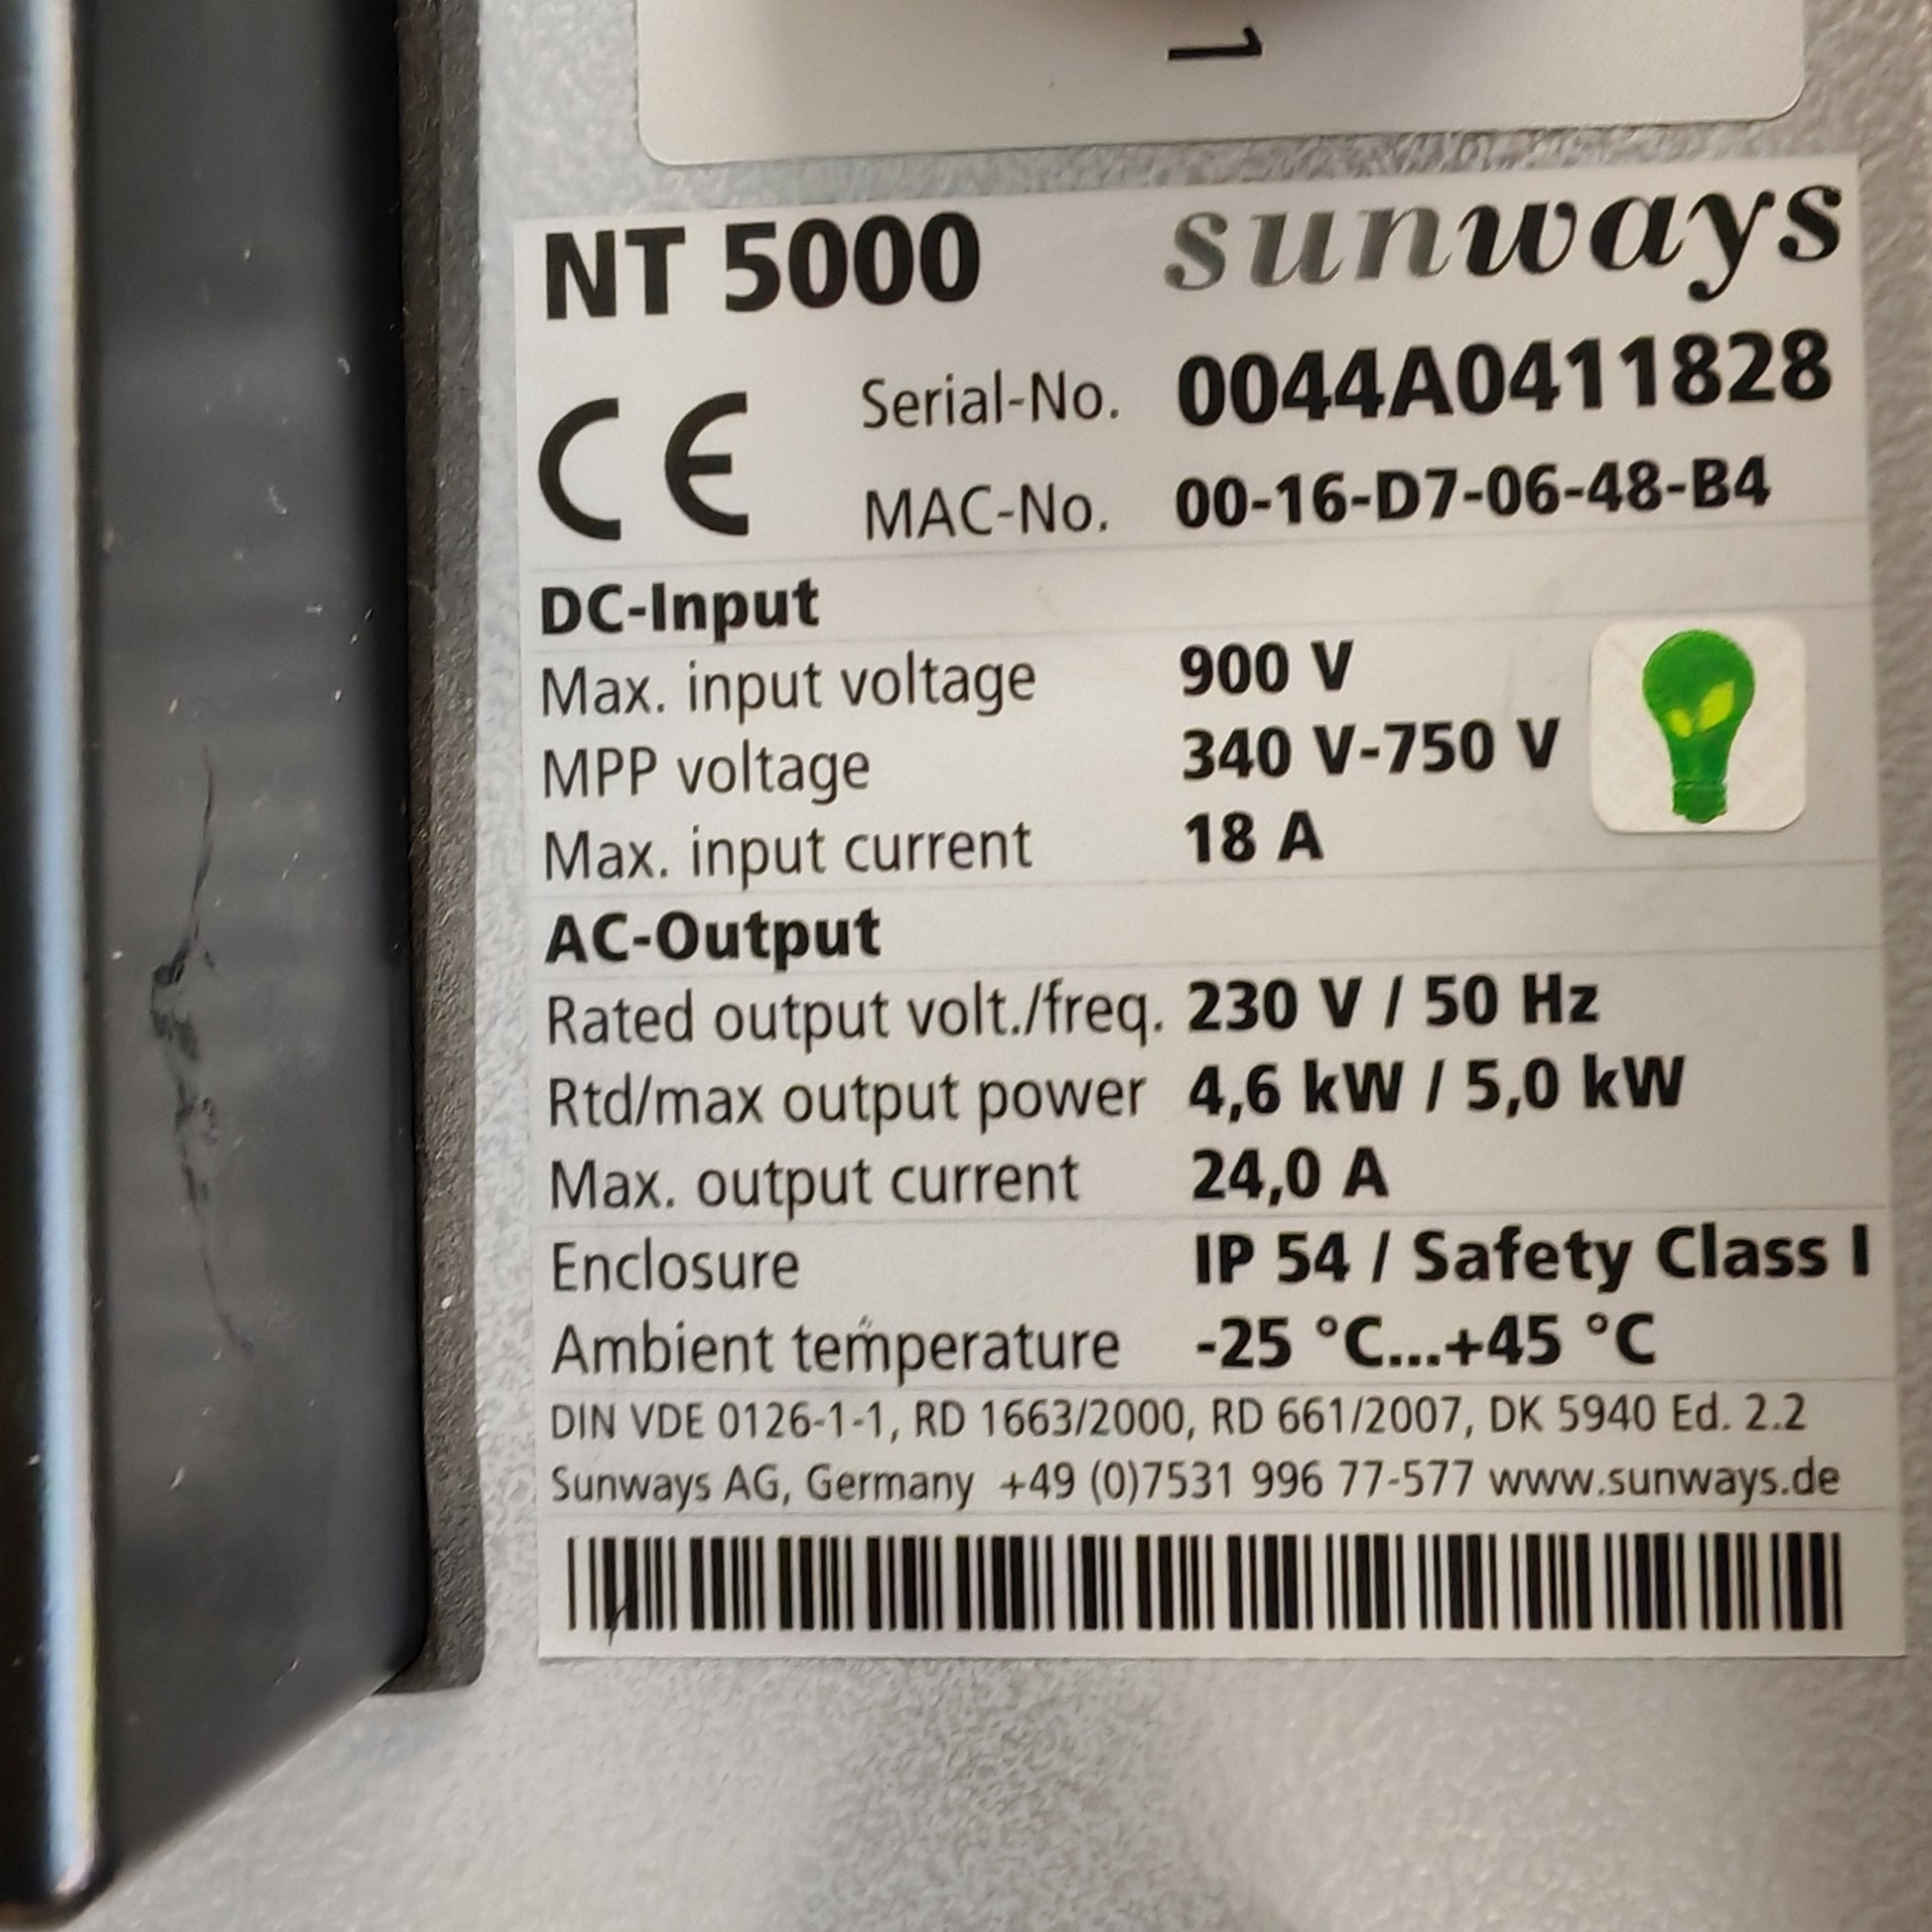 1
NT 5000 sunways
CE Serial-No. 0044A0411828
MAC-No. 00-16-D7-06-48-B4
DC-Input
Max. input voltage 900 V
MPP voltage 340 V-750 V
Max. input current 18 A
AC-Output
Rated output volt./freq. 230 V / 50 Hz
Rtd/max output power 4,6 kW / 5,0 kW
Max. output current 24,0 A
Enclosure IP 54 / Safety Class I
Ambient temperature -25 °C...+45 °C
DIN VDE 0126-1-1, RD 1663/2000, RD 661/2007, DK 5940 Ed. 2.2
Sunways AG, Germany +49 (0)7531 996 77-577 www.sunways.de